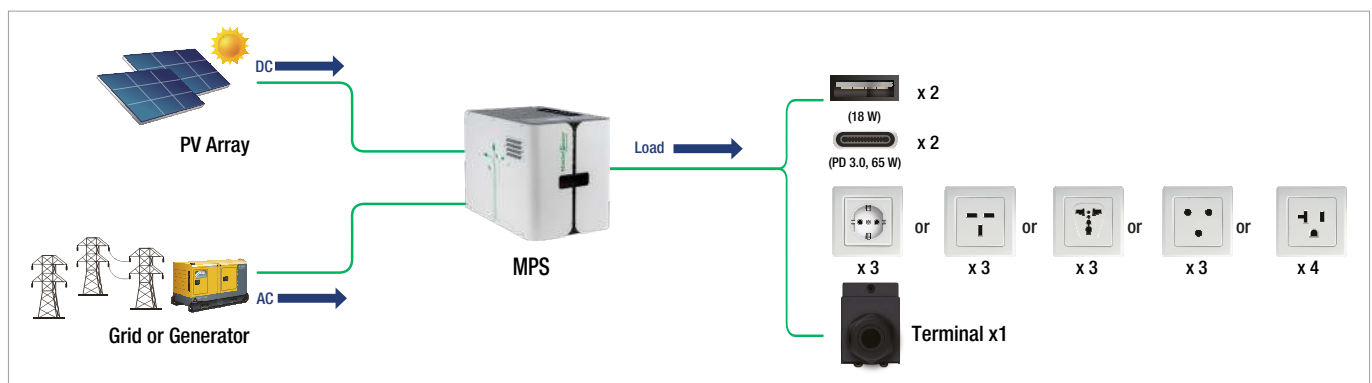 DC
PV Array
AC
Grid or Generator
MPS
Load
x 2
(18 W)
x 2
(PD 3.0, 65 W)
or or or or
x 3 x 3 x 3 x 3 x 4
Terminal x1